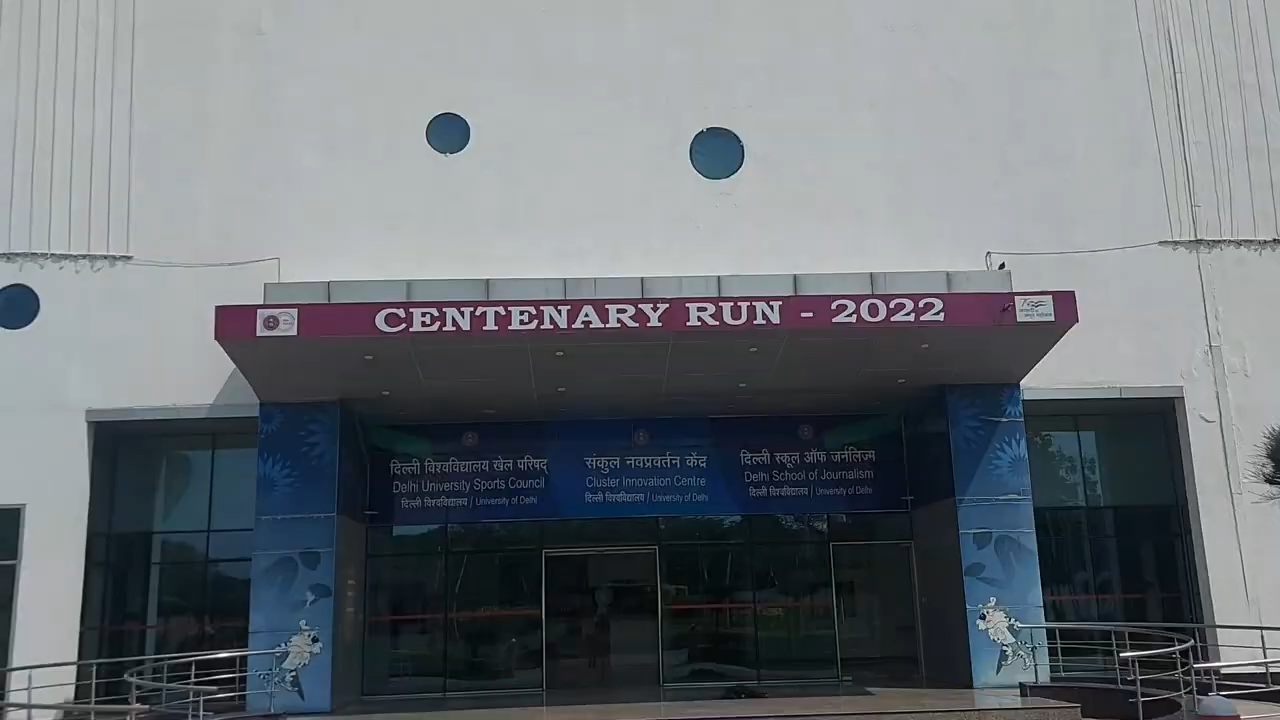 CENTENARY RUN - 2022
दिल्ली विश्वविद्यालय खेल परिषद्
Delhi University Sports Council
दिल्ली विश्वविद्यालय / University of Delhi
संकुल नवप्रवर्तन केंद्र
Cluster Innovation Centre
दिल्ली विश्वविद्यालय / University of Delhi
दिल्ली स्कूल ऑफ जर्नलिज्म
Delhi School of Journalism
दिल्ली विश्वविद्यालय / University of Delhi